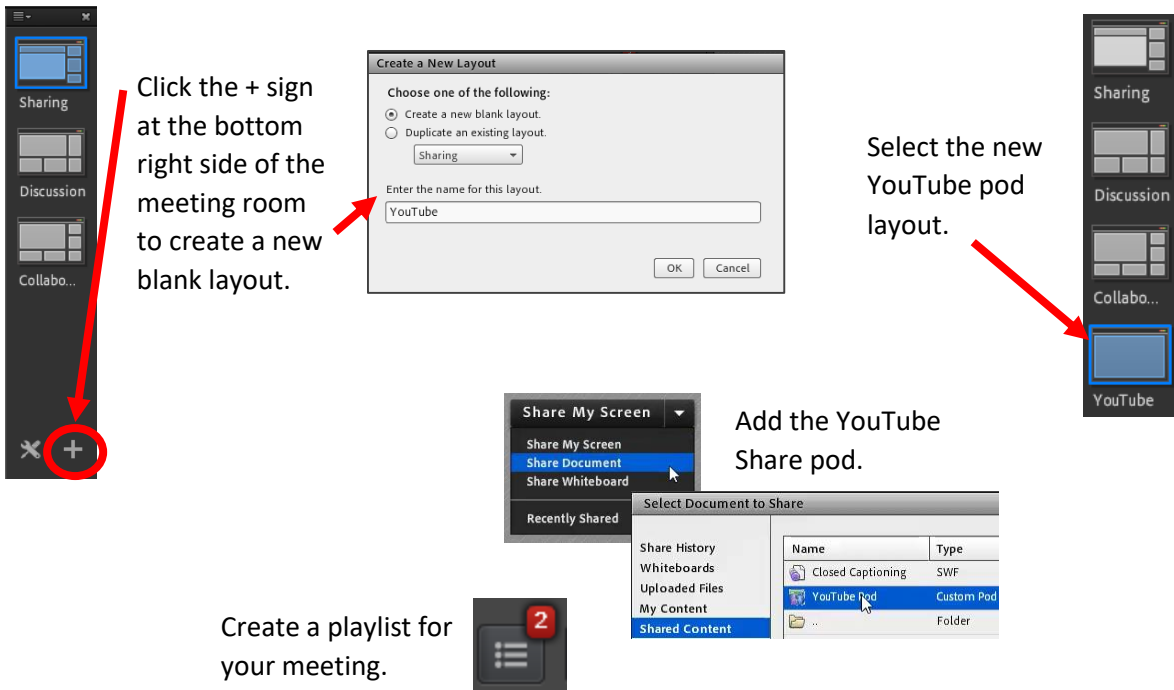 Sharing
Discussion
Collabo...
Click the + sign
at the bottom
right side of the
meeting room
to create a new
blank layout.
Create a New Layout
Choose one of the following:
Create a new blank layout.
Duplicate an existing layout.
Sharing
Enter the name for this layout.
YouTube
OK Cancel
Select the new
YouTube pod
layout.
Sharing
Discussion
Collabo...
YouTube
Share My Screen
Share My Screen
Share Document
Share Whiteboard
Recently Shared
Add the YouTube
Share pod.
Select Document to Share
Share History
Whiteboards
Uploaded Files
My Content
Shared Content
Name Type
Closed Captioning SWF
YouTube Pod Custom Pod
.. Folder
Create a playlist for
your meeting.
2